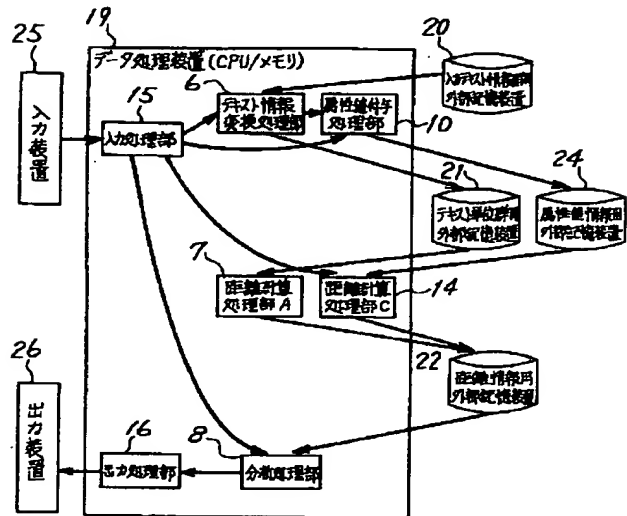 25
入力装置
19
データ処理装置(CPU/メモリ)
15
入力処理部
6
テキスト情報
変換処理部
属性値付与
処理部
10
20
入力テキスト情報用
外部記憶装置
21
テキスト単位群用
外部記憶装置
24
属性値情報用
外部記憶装置
7
距離計算
処理部A
距離計算
処理部C
14
22
距離情報用
外部記憶装置
26
出力装置
16
出力処理部
8
分散処理部